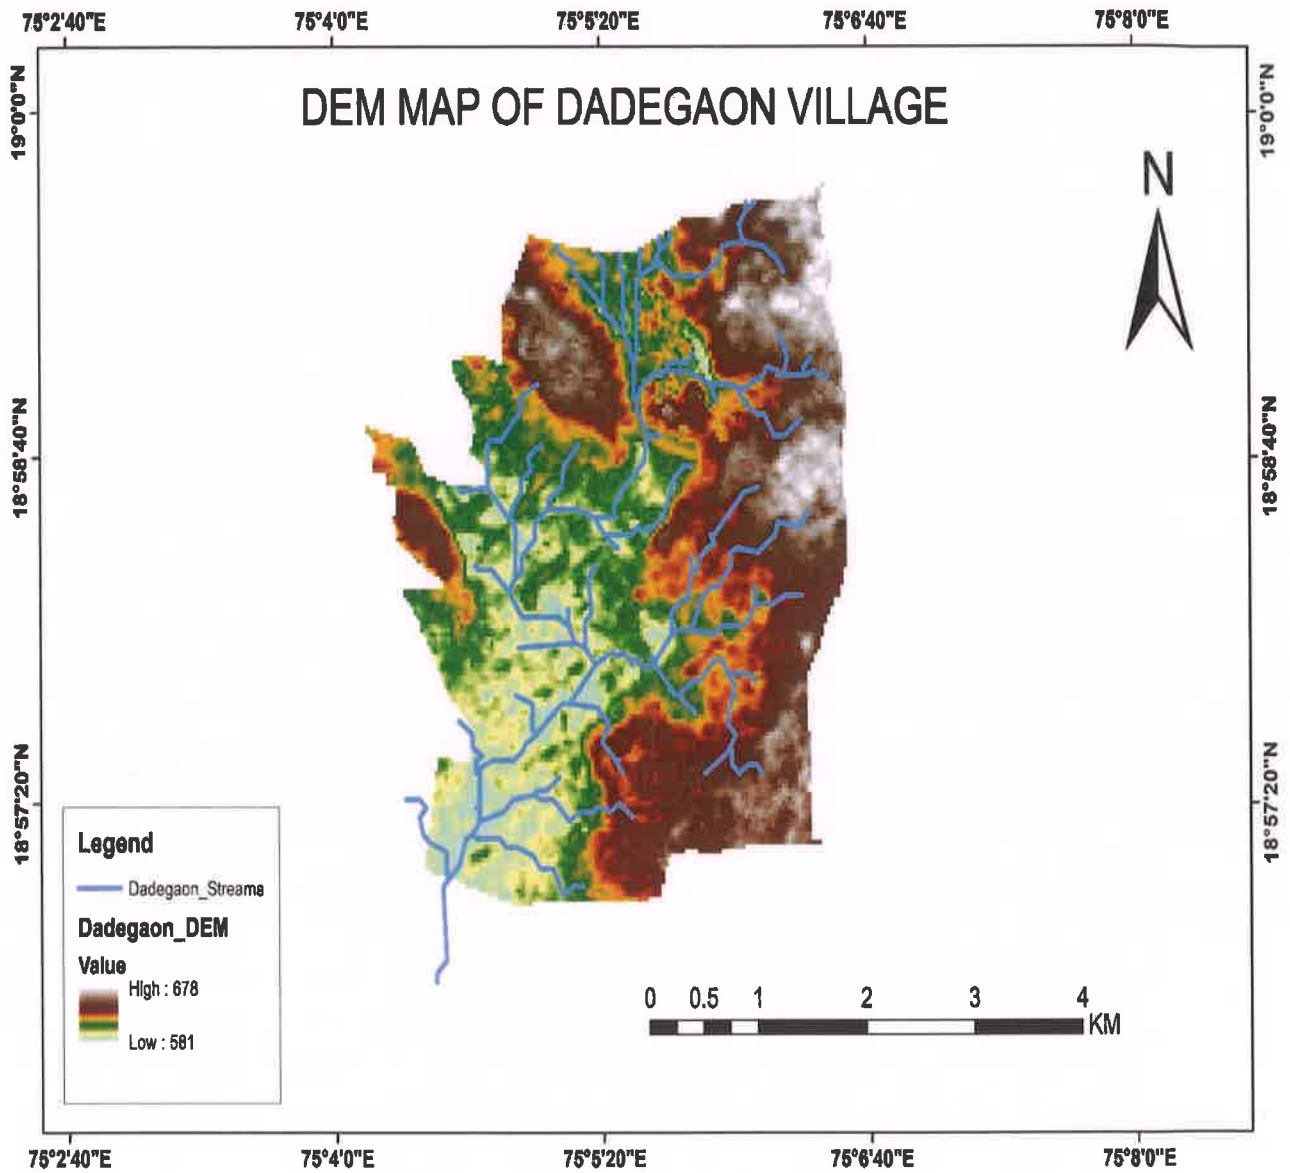 75°2'40"E 75°4'0"E 75°5'20"E 75°6'40"E 75°8'0"E
DEM MAP OF DADEGAON VILLAGE
19°0'0"N 19°0'0"N
N
18°58'40"N 18°58'40"N
18°57'20"N 18°57'20"N
Legend
Dadegaon_Streams
Dadegaon_DEM
Value
High : 678
Low : 581
0 0.5 1 2 3 4
KM
75°2'40"E 75°4'0"E 75°5'20"E 75°6'40"E 75°8'0"E